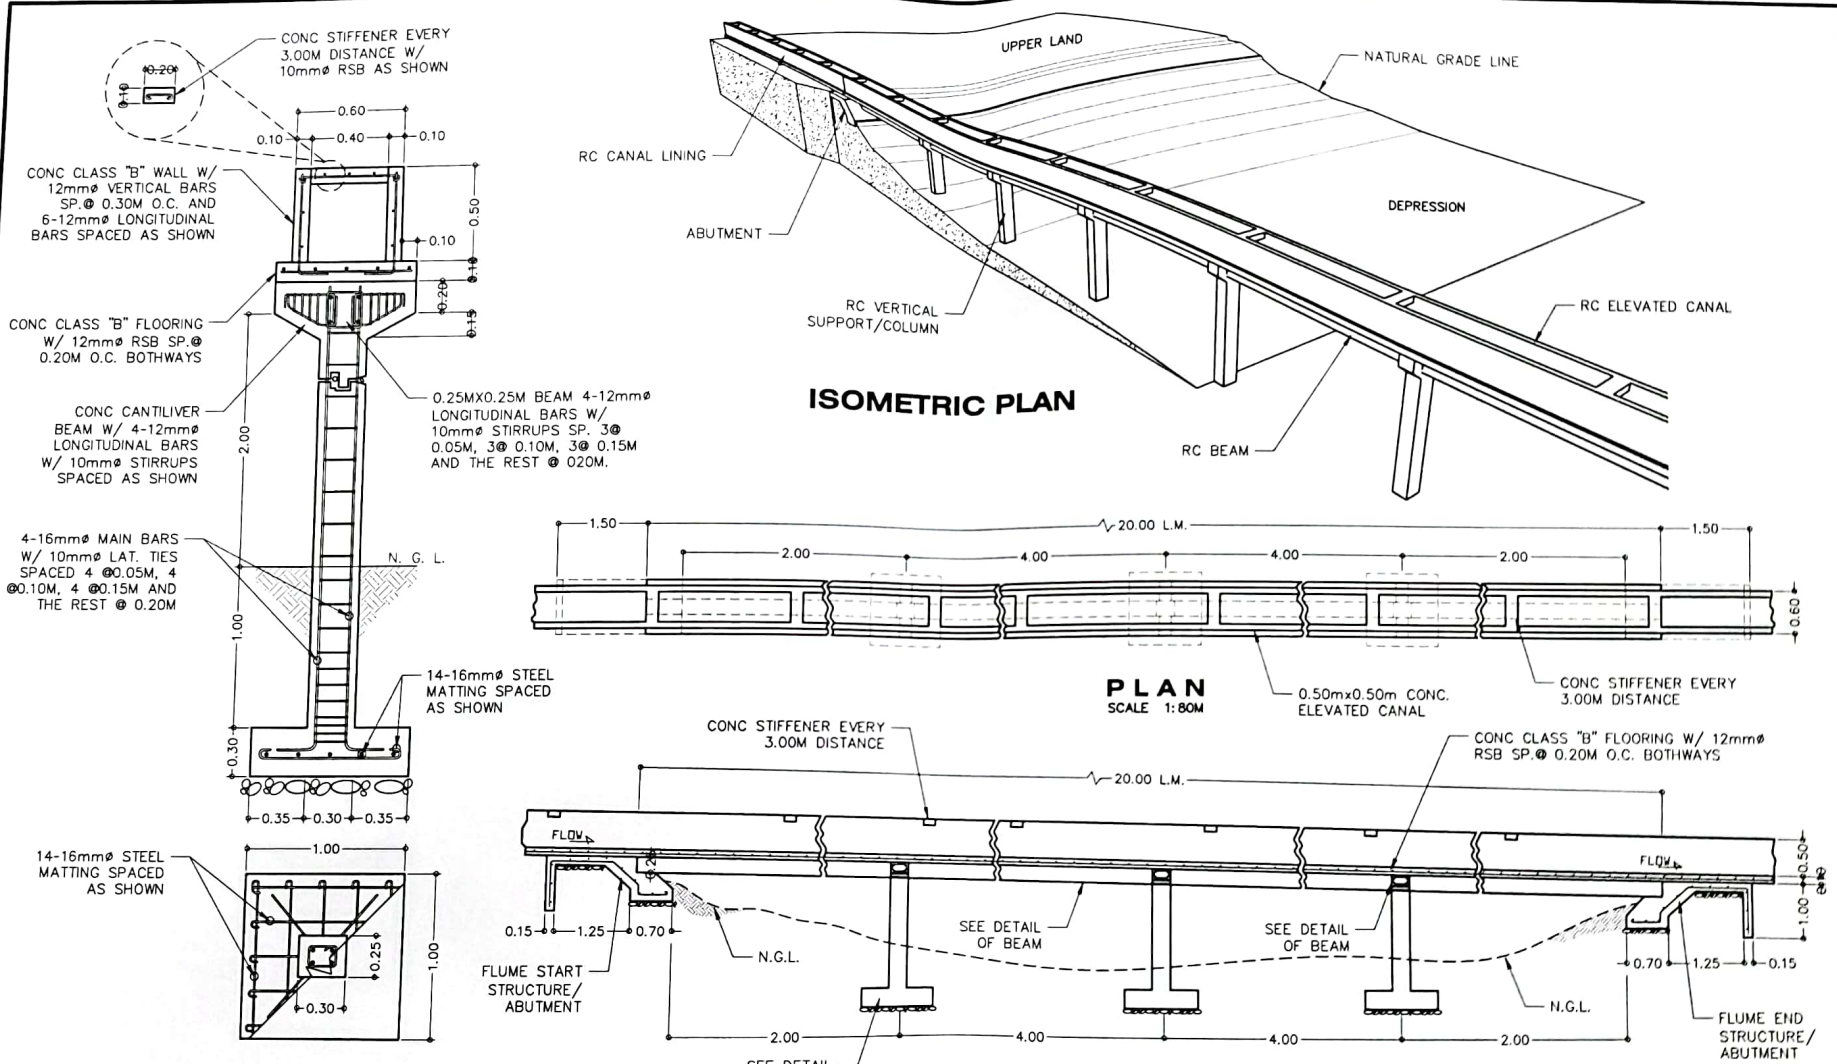 CONC STIFFENER EVERY
3.00M DISTANCE W/
10mmø RSB AS SHOWN
0.20
0.60
0.10
0.40
0.10
CONC CLASS "B" WALL W/
12mmø VERTICAL BARS
SP.@ 0.30M O.C. AND
6-12mmø LONGITUDINAL
BARS SPACED AS SHOWN
0.50
0.10
0.20
0.15
CONC CLASS "B" FLOORING
W/ 12mmø RSB SP.@
0.20M O.C. BOTHWAYS
2.00
CONC CANTILIVER
BEAM W/ 4-12mmø
LONGITUDINAL BARS
W/ 10mmø STIRRUPS
SPACED AS SHOWN
0.25MX0.25M BEAM 4-12mmø
LONGITUDINAL BARS W/
10mmø STIRRUPS SP. 3@
0.05M, 3@ 0.10M, 3@ 0.15M
AND THE REST @ 020M.
4-16mmø MAIN BARS
W/ 10mmø LAT. TIES
SPACED 4 @0.05M, 4
@0.10M, 4 @0.15M AND
THE REST @ 0.20M
N. G. L.
1.00
14-16mmø STEEL
MATTING SPACED
AS SHOWN
0.30
0.35
0.30
0.35
14-16mmø STEEL
MATTING SPACED
AS SHOWN
1.00
0.25
1.00
0.30
UPPER LAND
NATURAL GRADE LINE
RC CANAL LINING
DEPRESSION
ABUTMENT
RC VERTICAL
SUPPORT/COLUMN
RC ELEVATED CANAL
RC BEAM
ISOMETRIC PLAN
1.50
20.00 L.M.
1.50
2.00
4.00
4.00
2.00
0.60
PLAN
SCALE 1:80M
0.50mx0.50m CONC.
ELEVATED CANAL
CONC STIFFENER EVERY
3.00M DISTANCE
CONC STIFFENER EVERY
3.00M DISTANCE
CONC CLASS "B" FLOORING W/ 12mmø
RSB SP.@ 0.20M O.C. BOTHWAYS
20.00 L.M.
FLOW
FLOW
0.50
1.00
0.15
1.25
0.70
N.G.L.
SEE DETAIL
OF BEAM
SEE DETAIL
OF BEAM
0.70
1.25
0.15
FLUME START
STRUCTURE/
ABUTMENT
N.G.L.
FLUME END
STRUCTURE/
ABUTMENT
2.00
4.00
4.00
2.00
SEE DETAIL